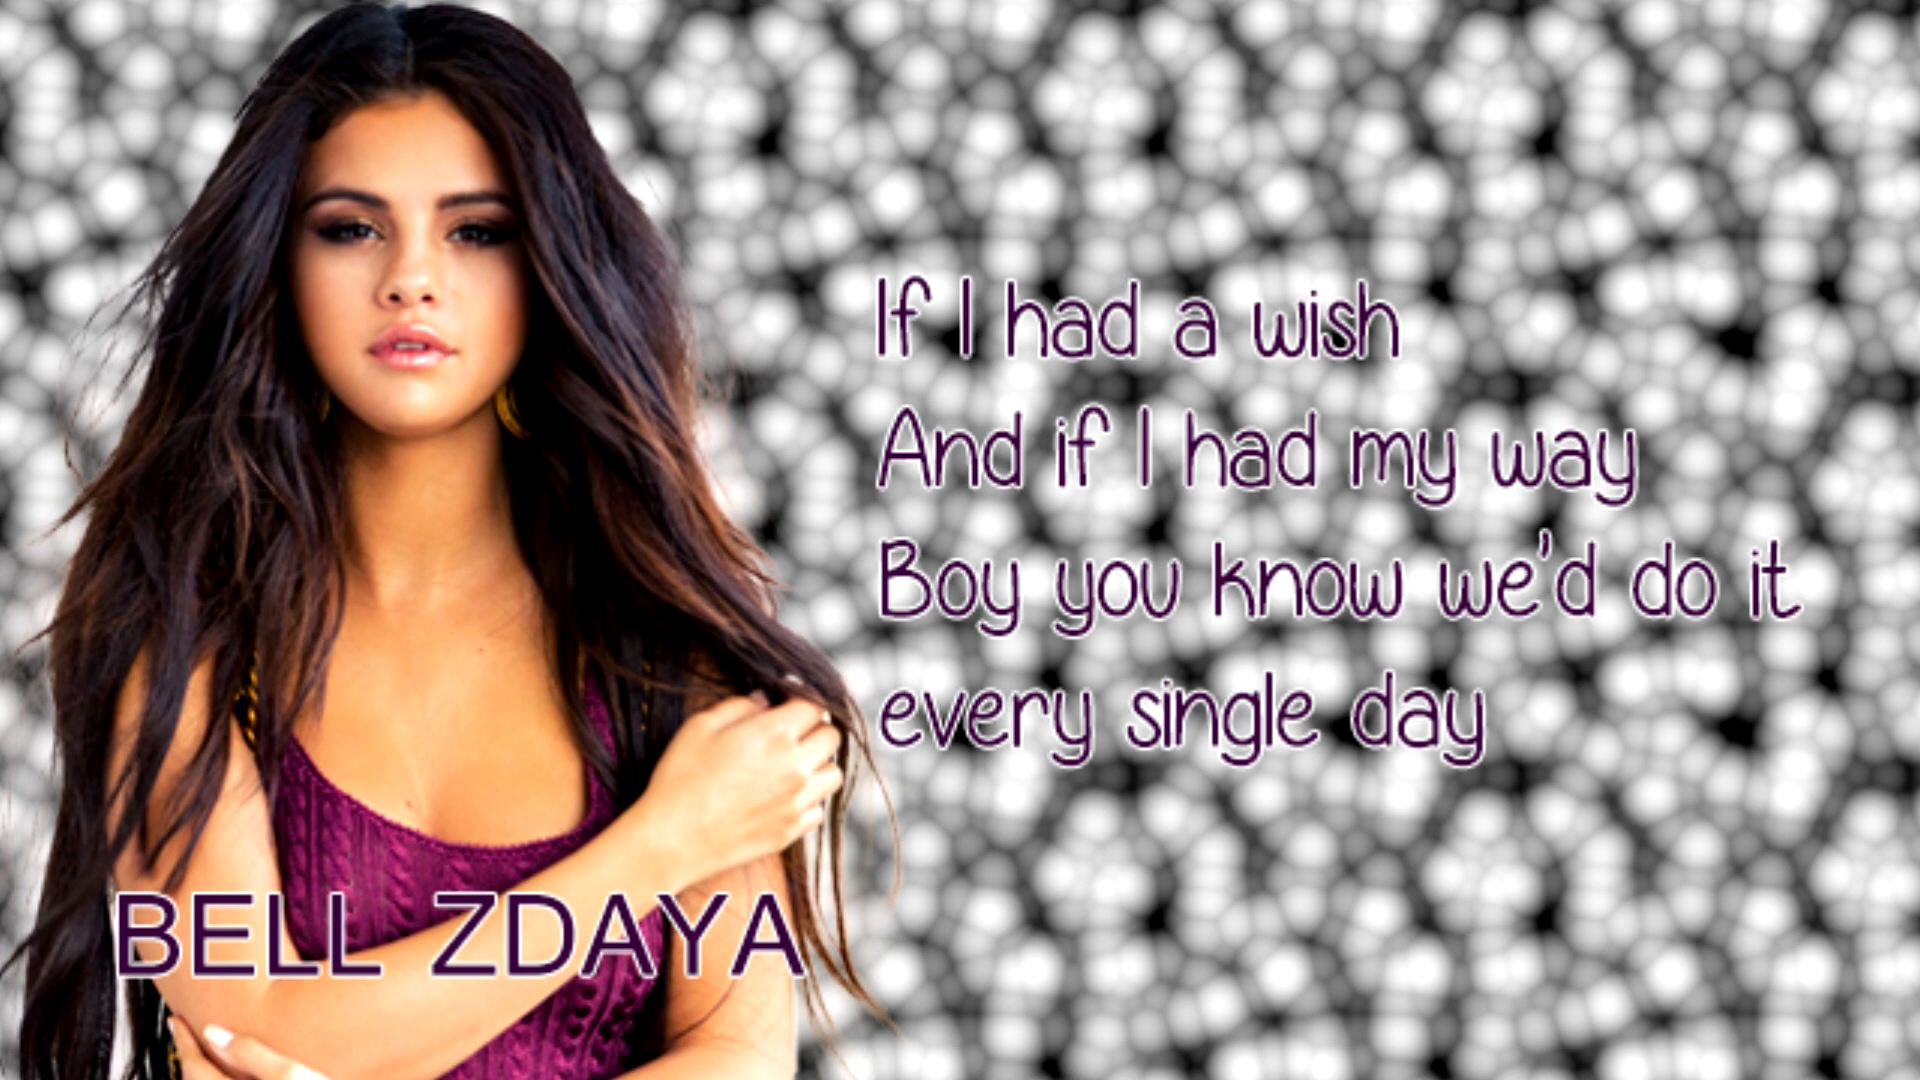 If I had a wish
And if I had my way
Boy you know we'd do it
every single day
BELL ZDAYA